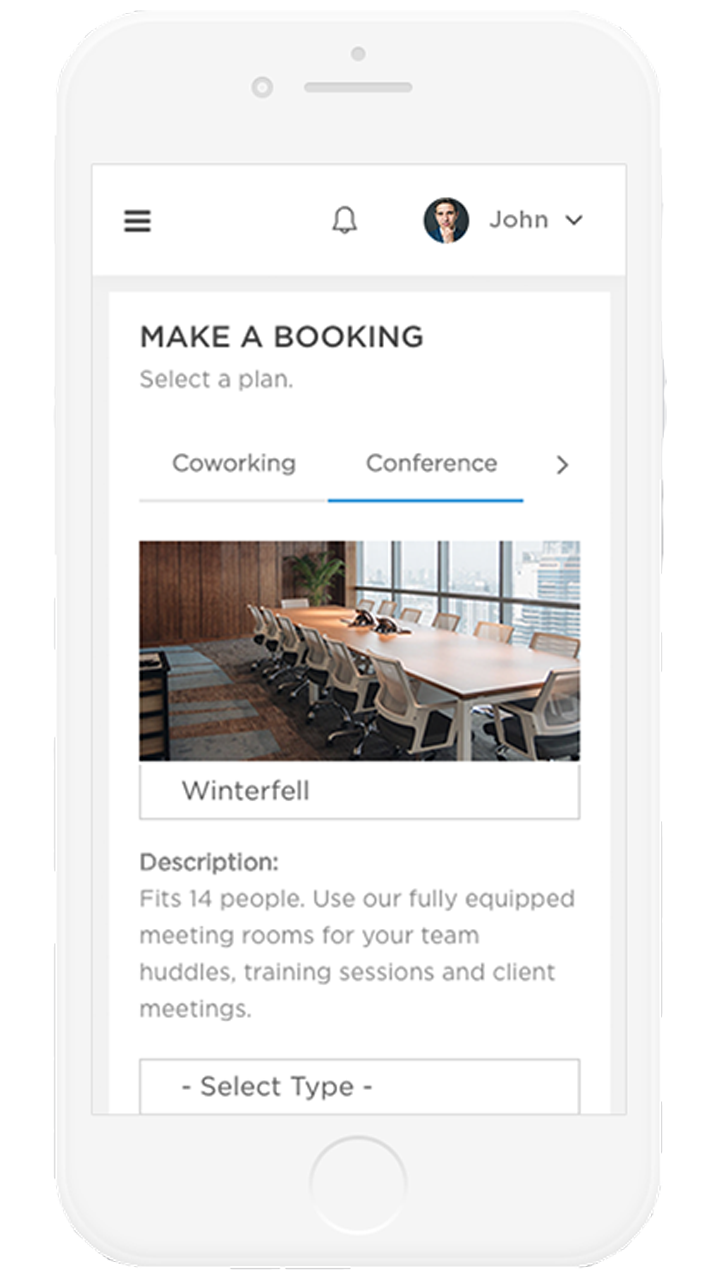 John
MAKE A BOOKING
Select a plan.
Coworking Conference
Winterfell
Description:
Fits 14 people. Use our fully equipped
meeting rooms for your team
huddles, training sessions and client
meetings.
- Select Type -